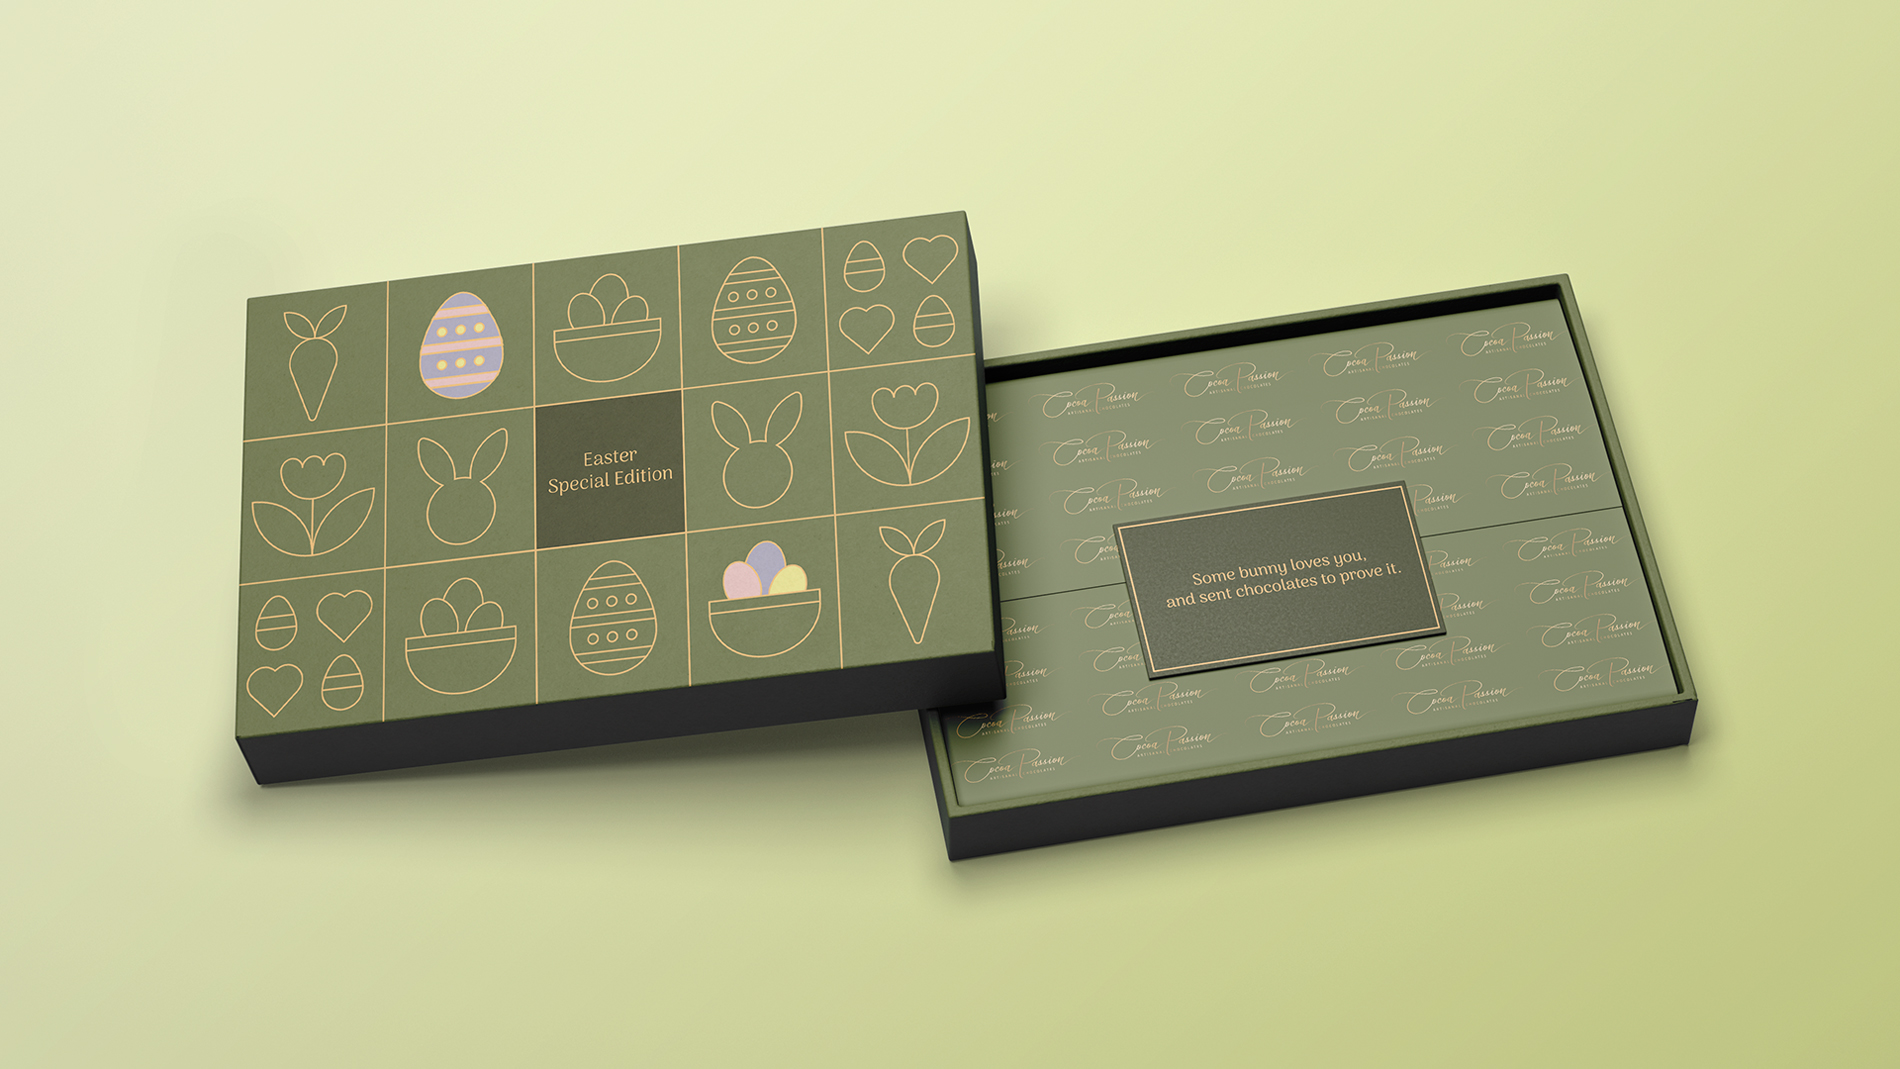 Easter
Special Edition
Some bunny loves you,
and sent chocolates to prove it.
Cocoa Passion
ARTISANAL CHOCOLATES